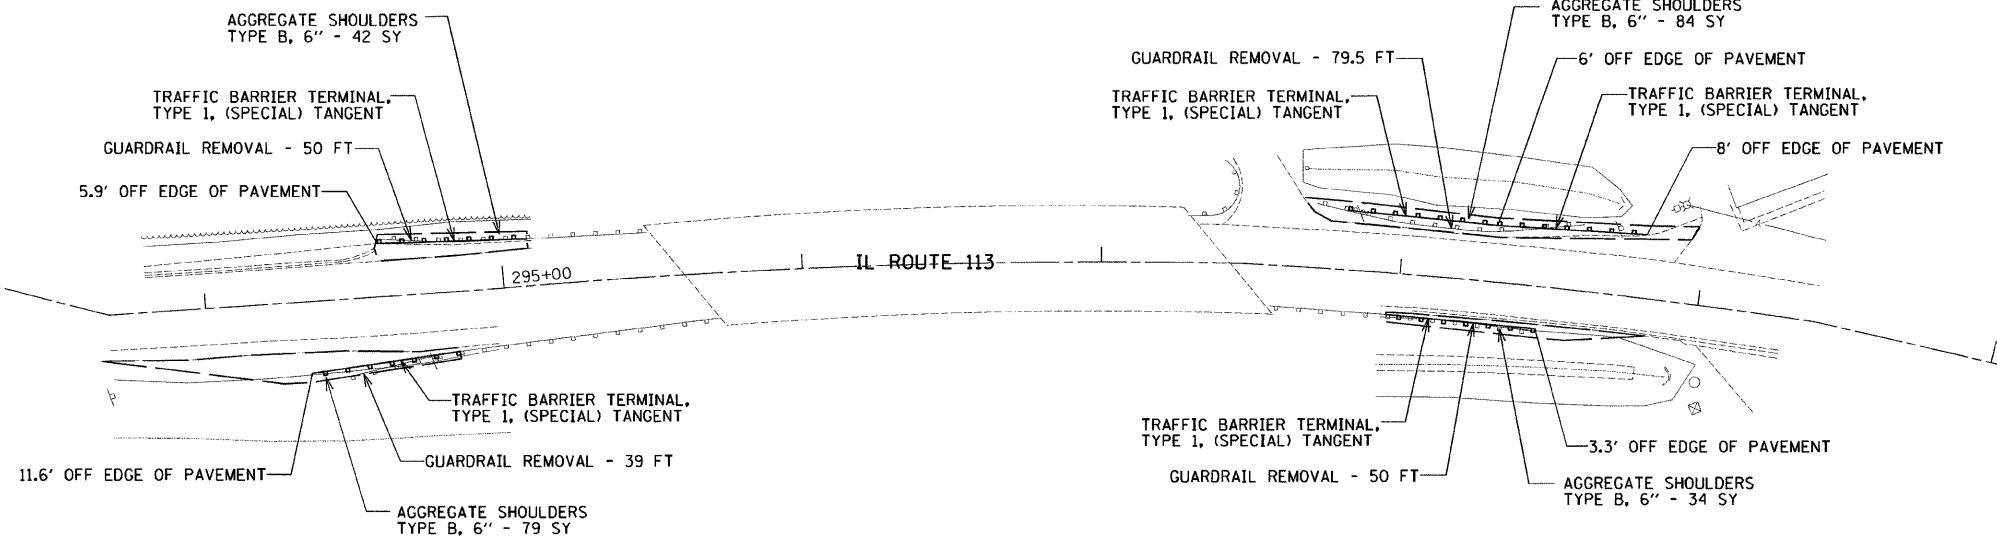 AGGREGATE SHOULDERS
TYPE B, 6" - 42 SY
TRAFFIC BARRIER TERMINAL,
TYPE 1, (SPECIAL) TANGENT
GUARDRAIL REMOVAL - 50 FT
5.9' OFF EDGE OF PAVEMENT
AGGREGATE SHOULDERS
TYPE B, 6" - 84 SY
GUARDRAIL REMOVAL - 79.5 FT
6' OFF EDGE OF PAVEMENT
TRAFFIC BARRIER TERMINAL,
TYPE 1, (SPECIAL) TANGENT
TRAFFIC BARRIER TERMINAL,
TYPE 1, (SPECIAL) TANGENT
8' OFF EDGE OF PAVEMENT
295+00
IL ROUTE 113
TRAFFIC BARRIER TERMINAL,
TYPE 1, (SPECIAL) TANGENT
GUARDRAIL REMOVAL - 39 FT
11.6' OFF EDGE OF PAVEMENT
AGGREGATE SHOULDERS
TYPE B, 6" - 79 SY
TRAFFIC BARRIER TERMINAL,
TYPE 1, (SPECIAL) TANGENT
3.3' OFF EDGE OF PAVEMENT
GUARDRAIL REMOVAL - 50 FT
AGGREGATE SHOULDERS
TYPE B, 6" - 34 SY